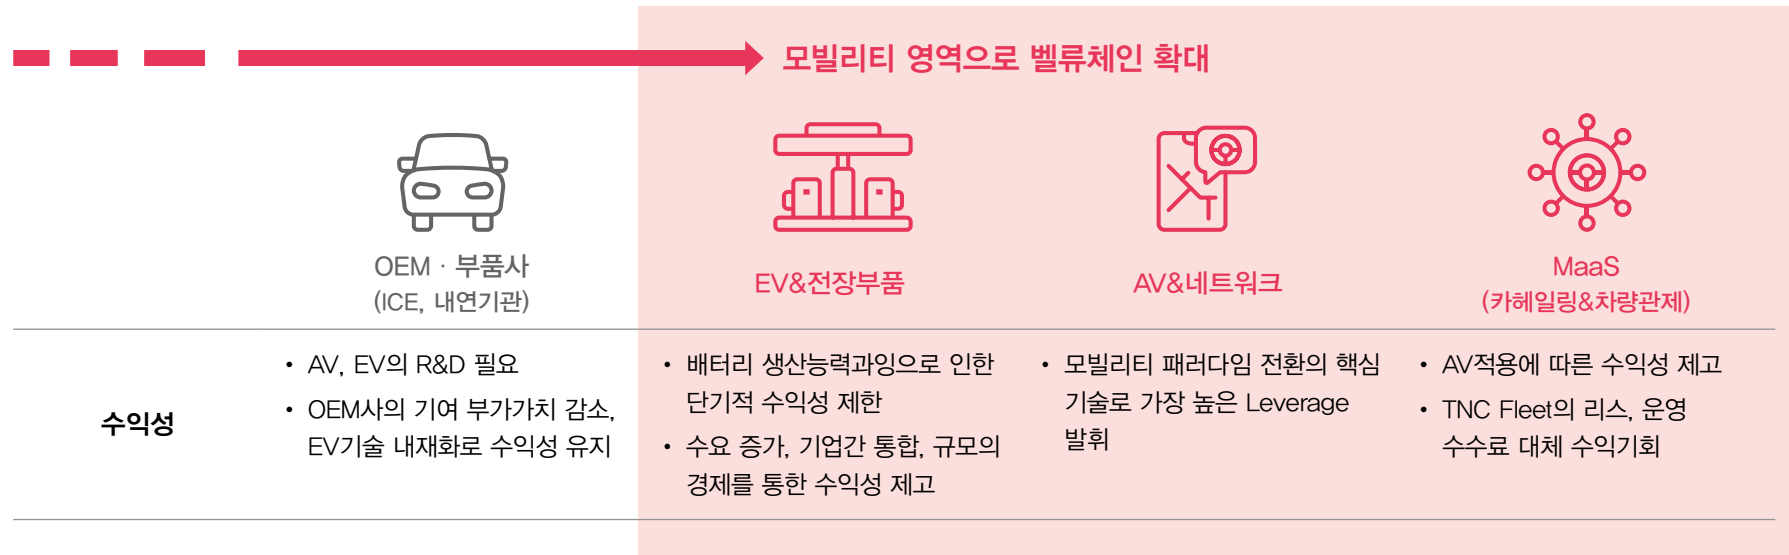 모빌리티 영역으로 벨류체인 확대
OEM · 부품사
(ICE, 내연기관)
EV&전장부품
AV&네트워크
MaaS
(카헤일링&차량관제)
수익성
• AV, EV의 R&D 필요
• OEM사의 기여 부가가치 감소,
EV기술 내재화로 수익성 유지
• 배터리 생산능력과잉으로 인한
단기적 수익성 제한
• 수요 증가, 기업간 통합, 규모의
경제를 통한 수익성 제고
• 모빌리티 패러다임 전환의 핵심
기술로 가장 높은 Leverage
발휘
• AV적용에 따른 수익성 제고
• TNC Fleet의 리스, 운영
수수료 대체 수익기회